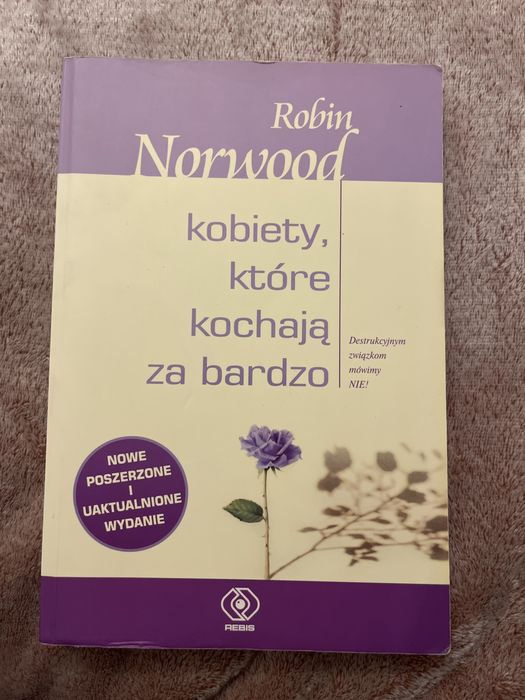 Robin
Norwood
kobiety,
które
kochają
za bardzo
Destrukcyjnym
związkom
mówimy
NIE!
NOWE
POSZERZONE
I
UAKTUALNIONE
WYDANIE
REBIS